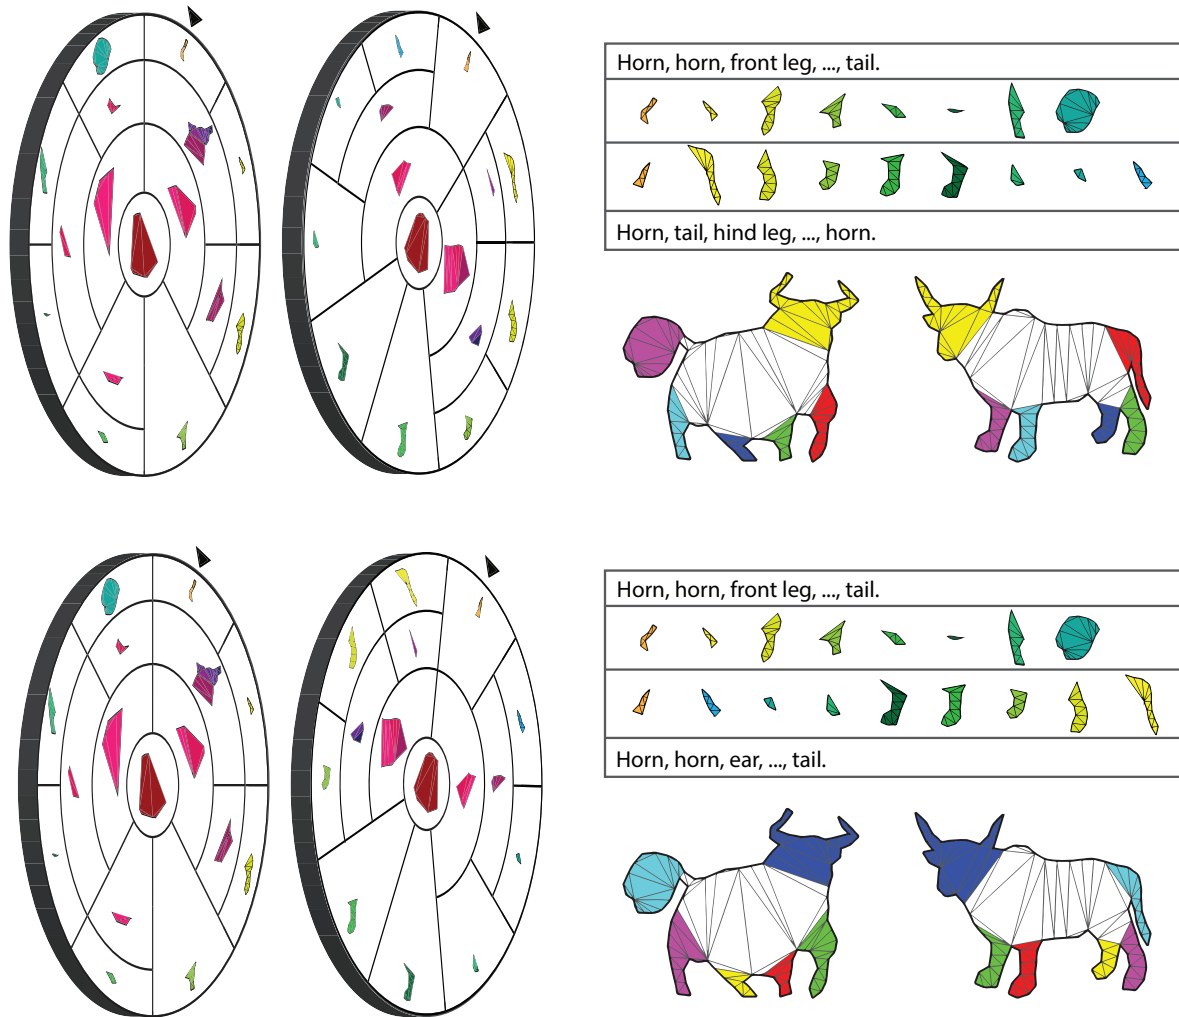 Horn, horn, front leg, ..., tail.
Horn, tail, hind leg, ..., horn.
Horn, horn, front leg, ..., tail.
Horn, horn, ear, ..., tail.